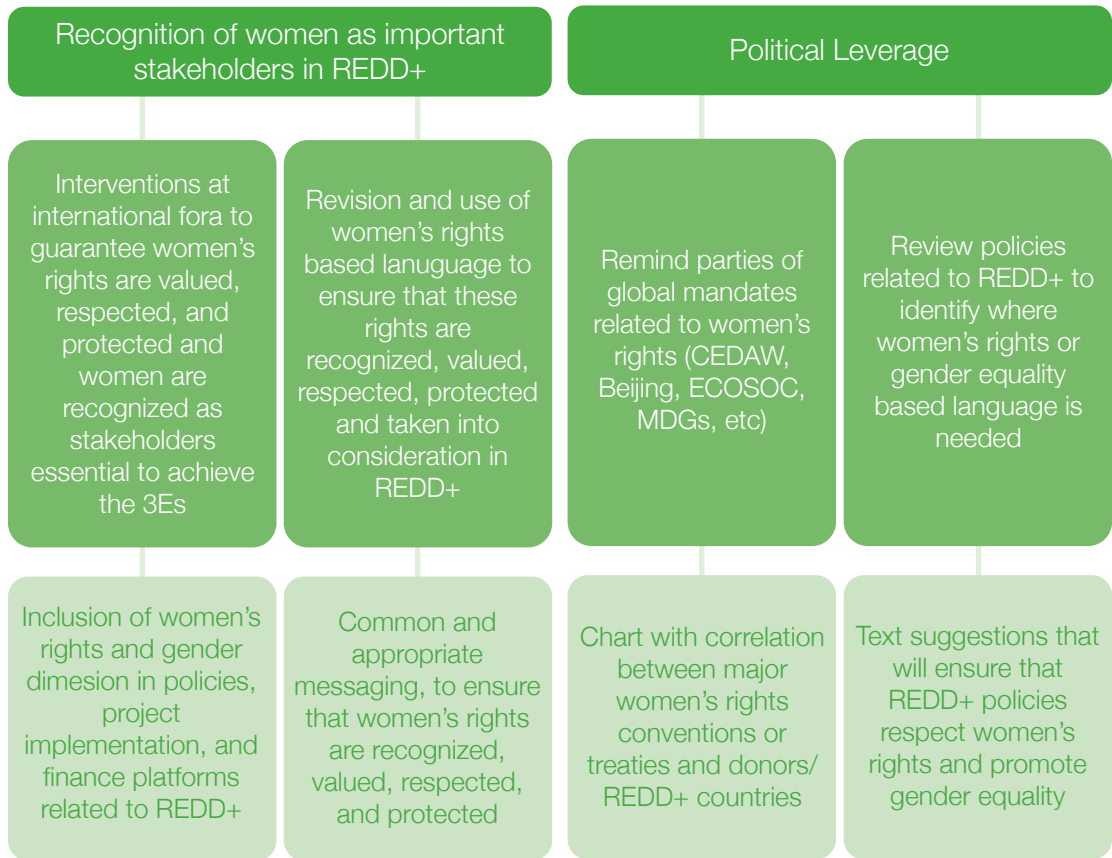 Recognition of women as important
stakeholders in REDD+
Political Leverage
Interventions at
international fora to
guarantee women’s
rights are valued,
respected, and
protected and
women are
recognized as
stakeholders
essential to achieve
the 3Es
Revision and use of
women’s rights
based lanuguage to
ensure that these
rights are
recognized, valued,
respected, protected
and taken into
consideration in
REDD+
Remind parties of
global mandates
related to women’s
rights (CEDAW,
Beijing, ECOSOC,
MDGs, etc)
Review policies
related to REDD+ to
identify where
women’s rights or
gender equality
based language is
needed
Inclusion of women’s
rights and gender
dimesion in policies,
project
implementation, and
finance platforms
related to REDD+
Common and
appropriate
messaging, to ensure
that women’s rights
are recognized,
valued, respected,
and protected
Chart with correlation
between major
women’s rights
conventions or
treaties and donors/
REDD+ countries
Text suggestions that
will ensure that
REDD+ policies
respect women’s
rights and promote
gender equality